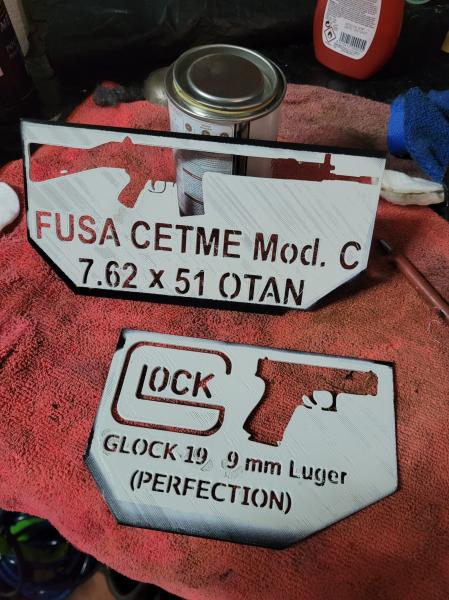 FUSA CETME Mod. C
7.62 x 51 OTAN
GLOCK
GLOCK 19 9 mm Luger
(PERFECTION)